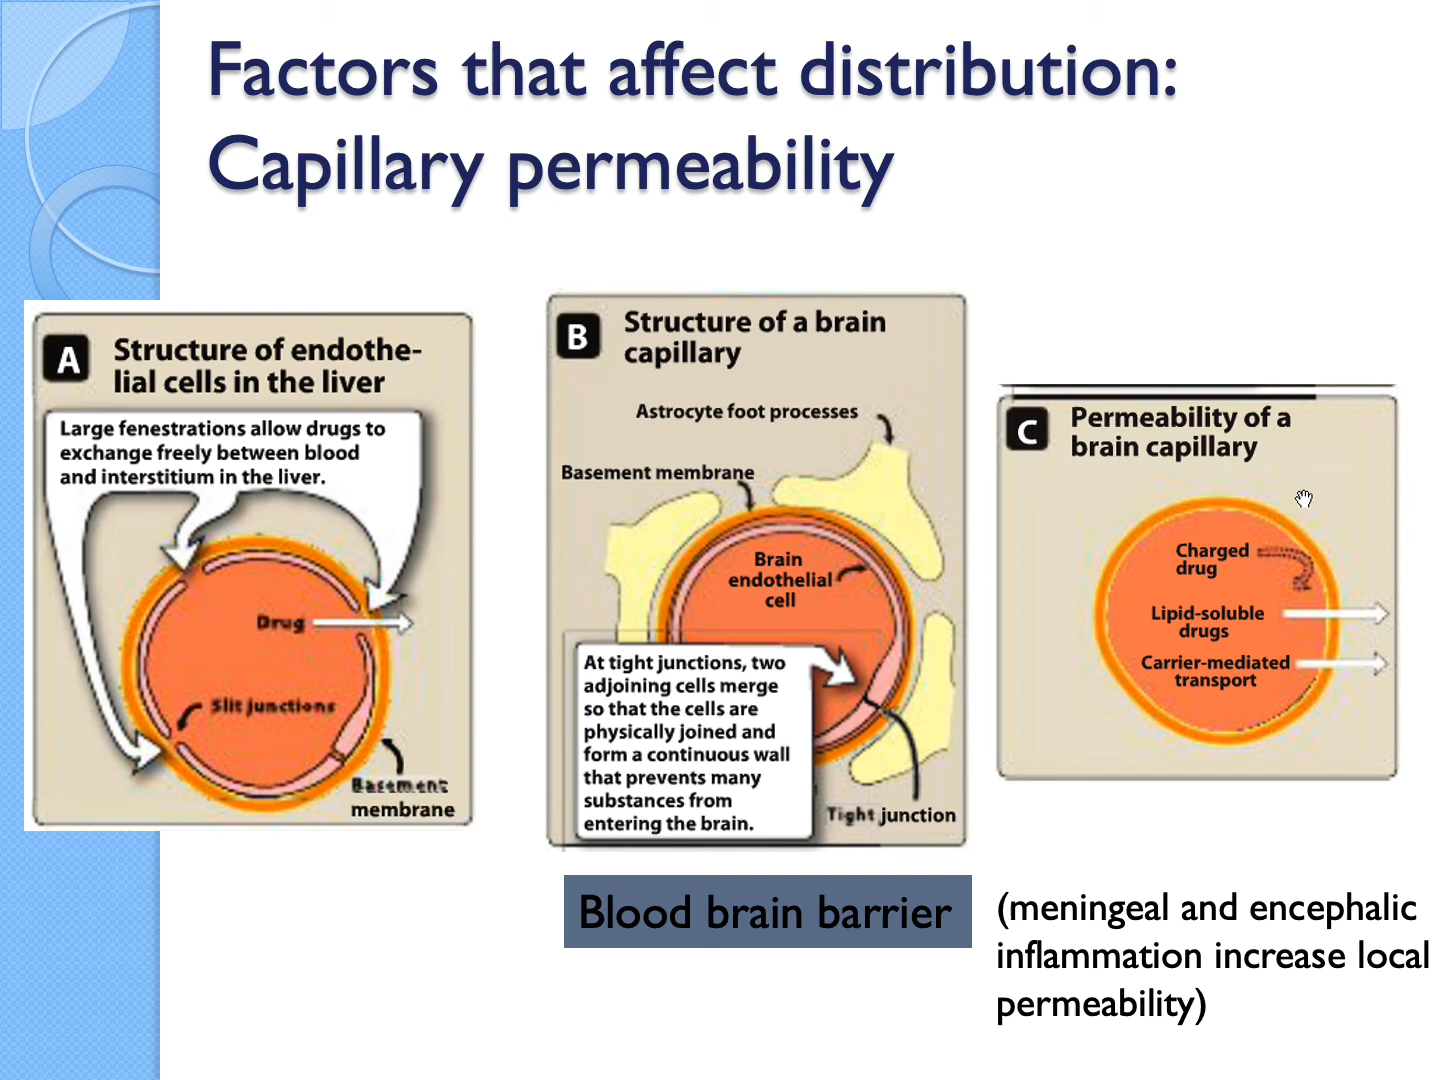 Factors that affect distribution:
Capillary permeability
A
Structure of endothe-
lial cells in the liver
Large fenestrations allow drugs to
exchange freely between blood
and interstitium in the liver.
Drug
Slit junctions
Basement
membrane
B
Structure of a brain
capillary
Astrocyte foot processes
Basement membrane
Brain
endothelial
cell
At tight junctions, two
adjoining cells merge
so that the cells are
physically joined and
form a continuous wall
that prevents many
substances from
entering the brain.
Tight junction
C
Permeability of a
brain capillary
Charged
drug
Lipid-soluble
drugs
Carrier-mediated
transport
Blood brain barrier
(meningeal and encephalic
inflammation increase local
permeability)